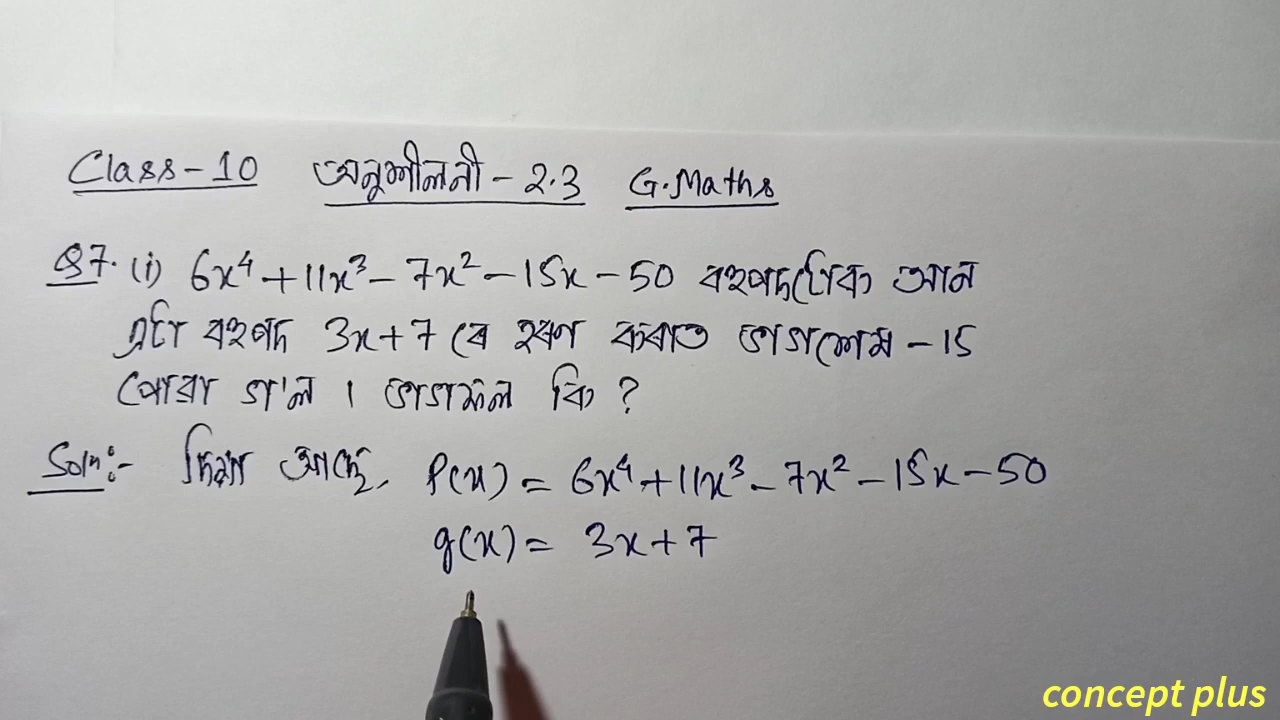 Class-10 অনুশীলনী-2.3 G.Maths
Q7. (i) 6x⁴+11x³-7x²-15x-50 বহুপদটোক আন
এটা বহুপদ 3x+7 ৰে হৰণ কৰাত ভাগশেষ -15
পোৱা গ'ল । ভাগফল কি ?
Soln:- দিয়া আছে, P(x) = 6x⁴+11x³-7x²-15x-50
g(x) = 3x+7
concept plus